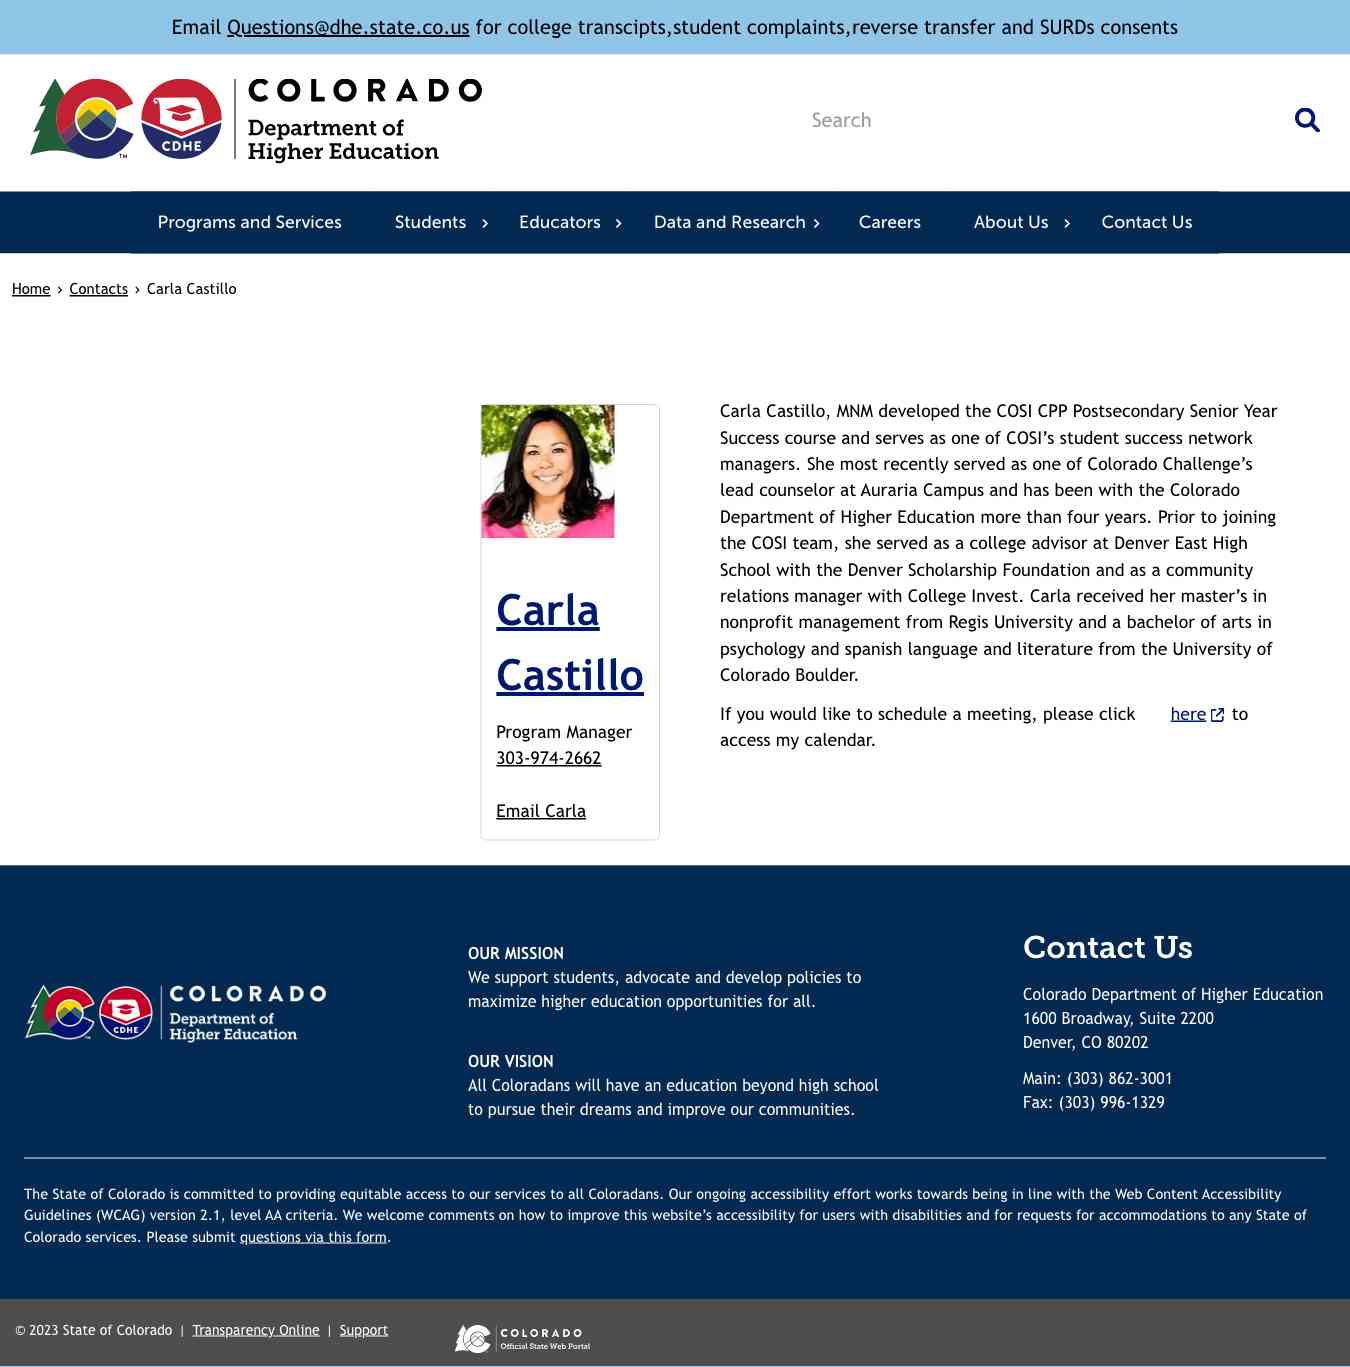 Email Questions@dhe.state.co.us for college transcipts,student complaints,reverse transfer and SURDs consents
TM
CDHE
COLORADO
Department of
Higher Education
Search
Programs and Services
Students
Educators
Data and Research
Careers
About Us
Contact Us
Home › Contacts › Carla Castillo
Carla
Castillo
Program Manager
303-974-2662
Email Carla
Carla Castillo, MNM developed the COSI CPP Postsecondary Senior Year
Success course and serves as one of COSI’s student success network
managers. She most recently served as one of Colorado Challenge’s
lead counselor at Auraria Campus and has been with the Colorado
Department of Higher Education more than four years. Prior to joining
the COSI team, she served as a college advisor at Denver East High
School with the Denver Scholarship Foundation and as a community
relations manager with College Invest. Carla received her master’s in
nonprofit management from Regis University and a bachelor of arts in
psychology and spanish language and literature from the University of
Colorado Boulder.
If you would like to schedule a meeting, please click here to
access my calendar.
CDHE
COLORADO
Department of
Higher Education
OUR MISSION
We support students, advocate and develop policies to
maximize higher education opportunities for all.
OUR VISION
All Coloradans will have an education beyond high school
to pursue their dreams and improve our communities.
Contact Us
Colorado Department of Higher Education
1600 Broadway, Suite 2200
Denver, CO 80202
Main: (303) 862-3001
Fax: (303) 996-1329
The State of Colorado is committed to providing equitable access to our services to all Coloradans. Our ongoing accessibility effort works towards being in line with the Web Content Accessibility
Guidelines (WCAG) version 2.1, level AA criteria. We welcome comments on how to improve this website’s accessibility for users with disabilities and for requests for accommodations to any State of
Colorado services. Please submit questions via this form.
© 2023 State of Colorado | Transparency Online | Support
COLORADO
Official State Web Portal